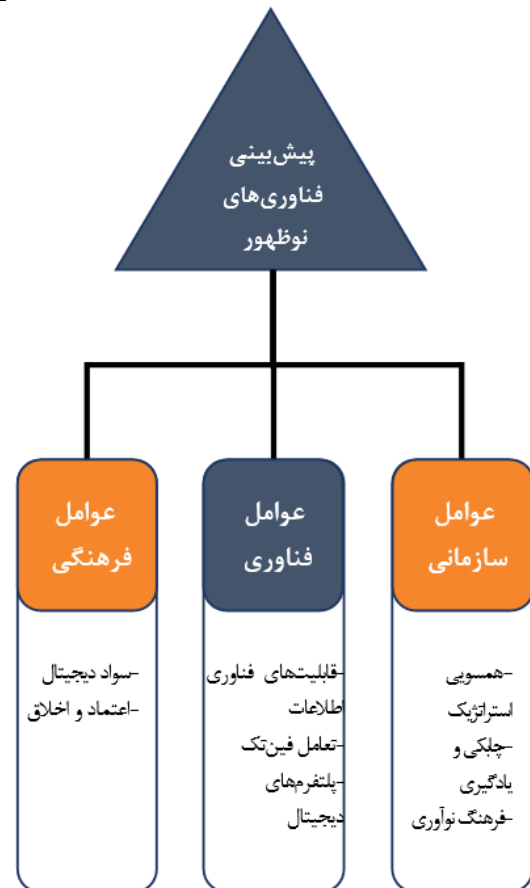 پیش‌بینی
فناوری‌های
نوظهور
عوامل
سازمانی
-همسویی
استراتژیک
-چابکی و
یادگیری
-فرهنگ نوآوری
عوامل
فناوری
-قابلیت‌های فناوری
اطلاعات
-تعامل فین‌تک
-پلتفرم‌های
دیجیتال
عوامل
فرهنگی
-سواد دیجیتال
-اعتماد و اخلاق